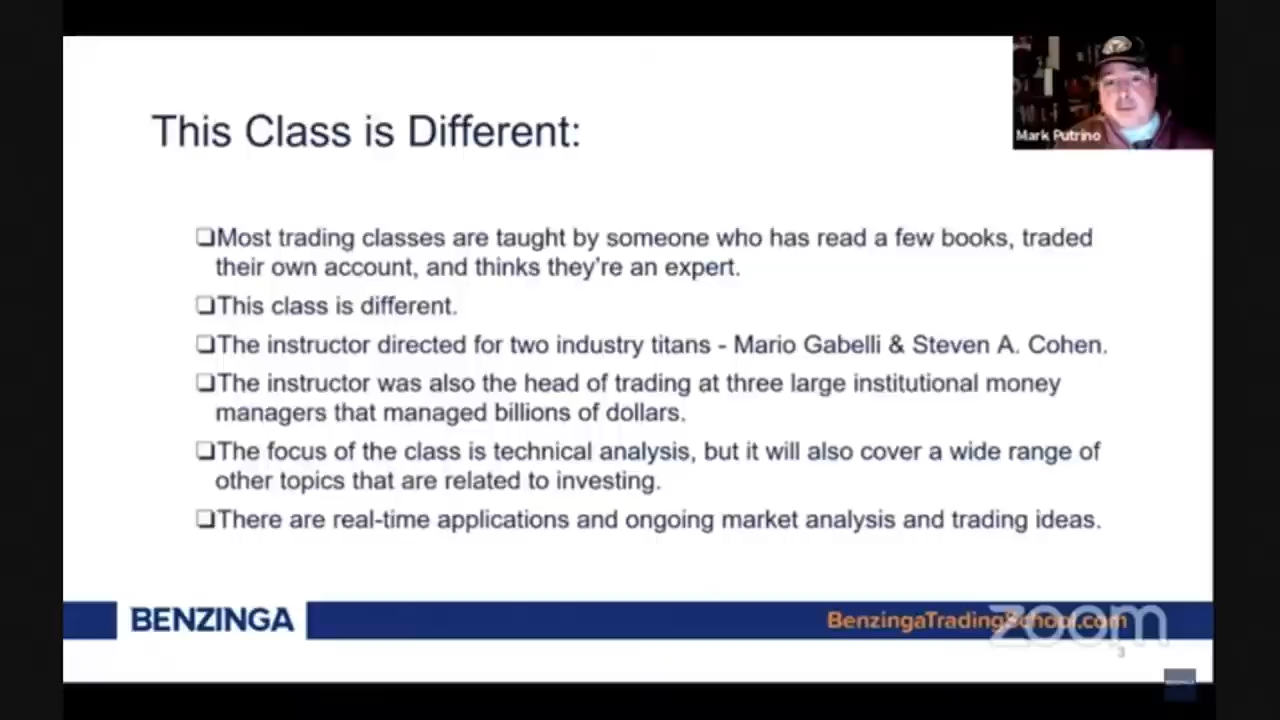 Mark Putrino
This Class is Different:
❑Most trading classes are taught by someone who has read a few books, traded
their own account, and thinks they're an expert.
❑This class is different.
❑The instructor directed for two industry titans - Mario Gabelli & Steven A. Cohen.
❑The instructor was also the head of trading at three large institutional money
managers that managed billions of dollars.
❑The focus of the class is technical analysis, but it will also cover a wide range of
other topics that are related to investing.
❑There are real-time applications and ongoing market analysis and trading ideas.
BENZINGA
BenzingaTradingSchool.com
zoom
3